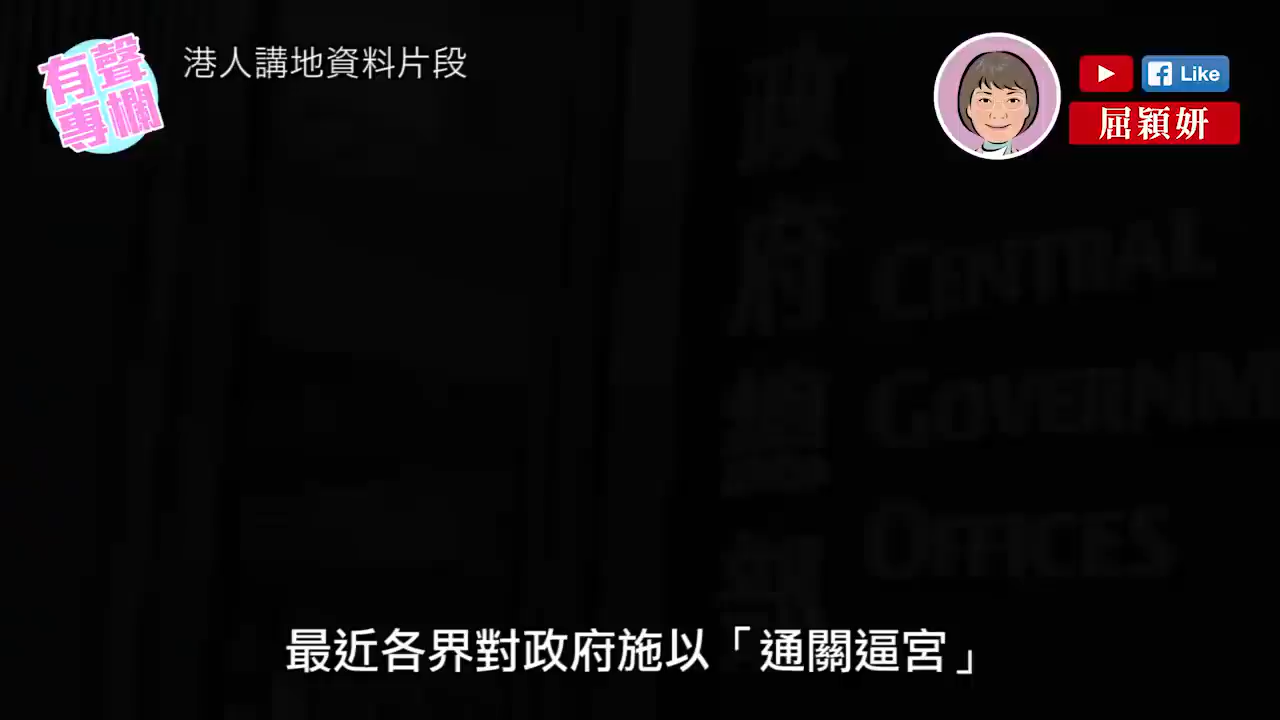 有聲
專欄
港人講地資料片段
Like
屈穎妍
政府總部
CENTRAL
GOVERNM
OFFICES
最近各界對政府施以「通關逼宮」